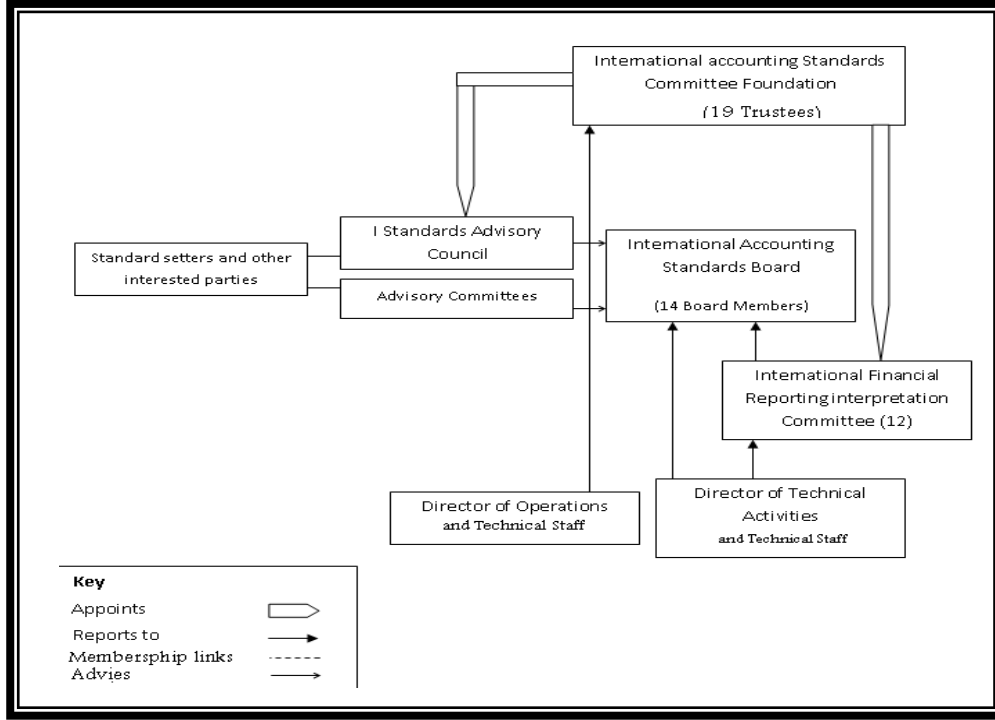 International accounting Standards
Committee Foundation
(19 Trustees)
I Standards Advisory
Council
International Accounting
Standards Board
(14 Board Members)
Standard setters and other
interested parties
Advisory Committees
International Financial
Reporting interpretation
Committee (12)
Director of Operations
and Technical Staff
Director of Technical
Activities
and Technical Staff
Key
Appoints
Reports to
Membersphip links
Advies